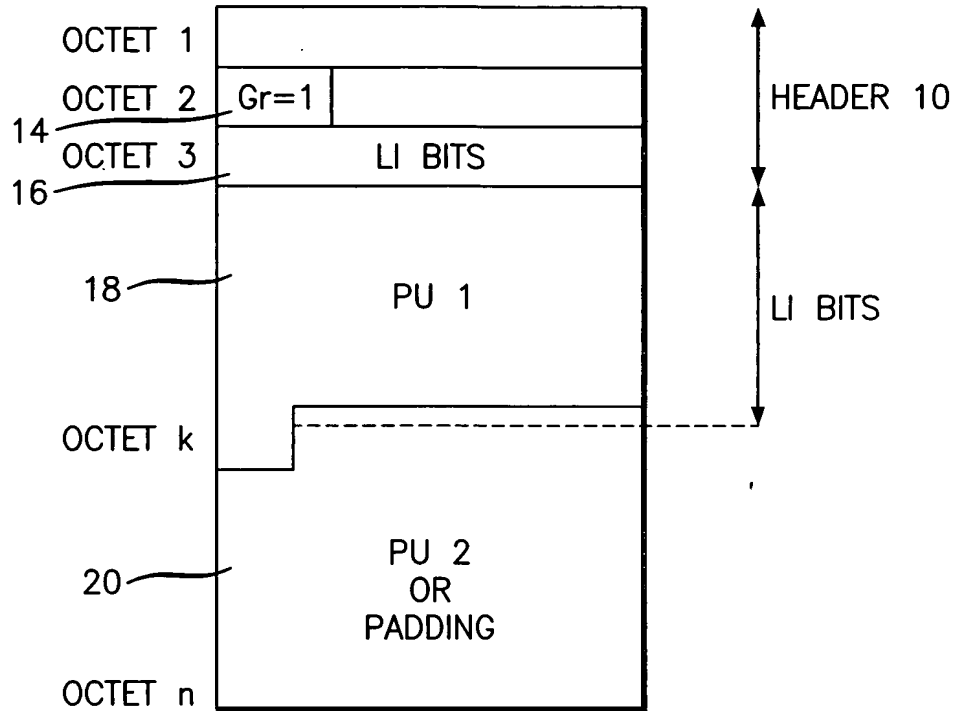 OCTET 1
OCTET 2
Gr=1
HEADER 10
14
OCTET 3
LI BITS
16
18
PU 1
LI BITS
OCTET k
20
PU 2
OR
PADDING
OCTET n